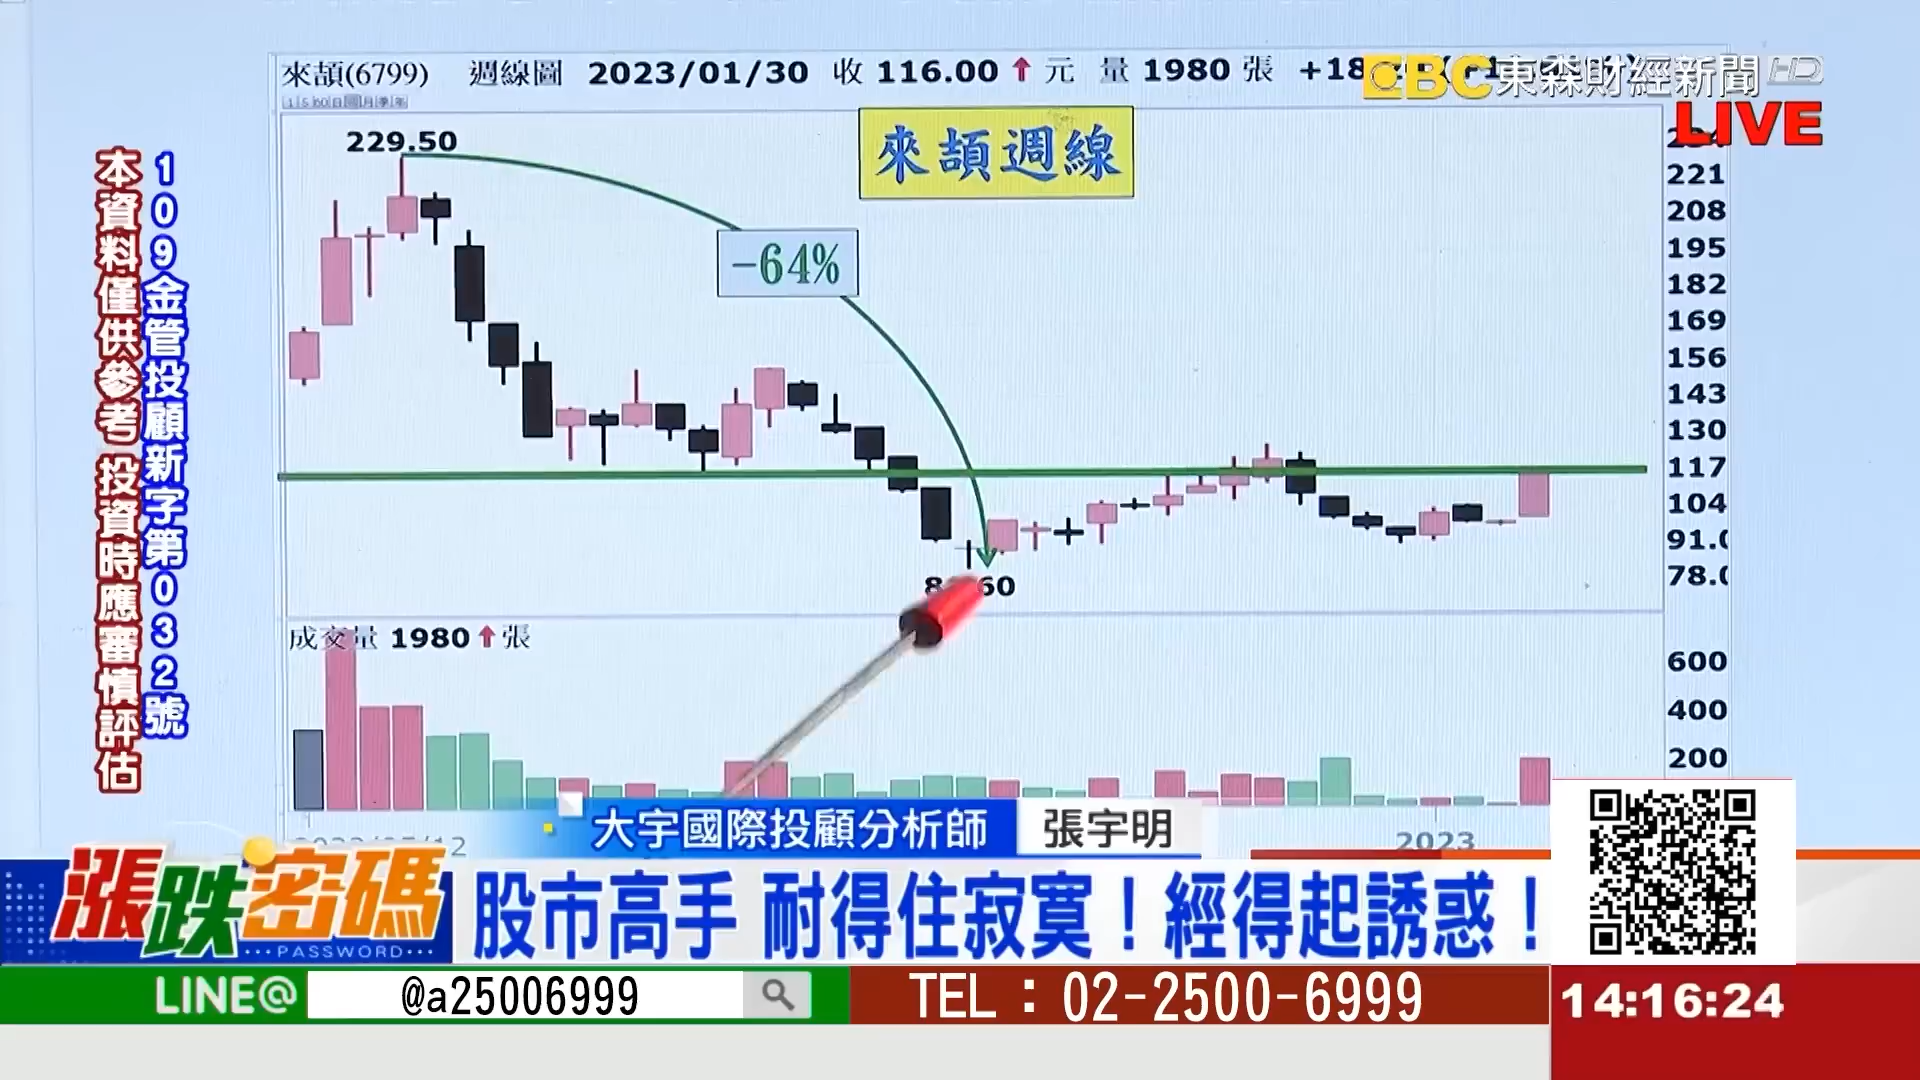 來頡(6799) 週線圖 2023/01/30 收 116.00 ↑ 元 量 1980 張
東森財經新聞 HD
LIVE
109金管投顧新字第032號
本資料僅供參考 投資時應審慎評估
229.50
來頡週線
-64%
221
208
195
182
169
156
143
130
117
104
91.0
78.0
成交量 1980 ↑ 張
600
400
200
2023
大宇國際投顧分析師 張宇明
漲跌密碼
PASSWORD
股市高手 耐得住寂寞！經得起誘惑！
LINE@ @a25006999 TEL：02-2500-6999
14:16:24